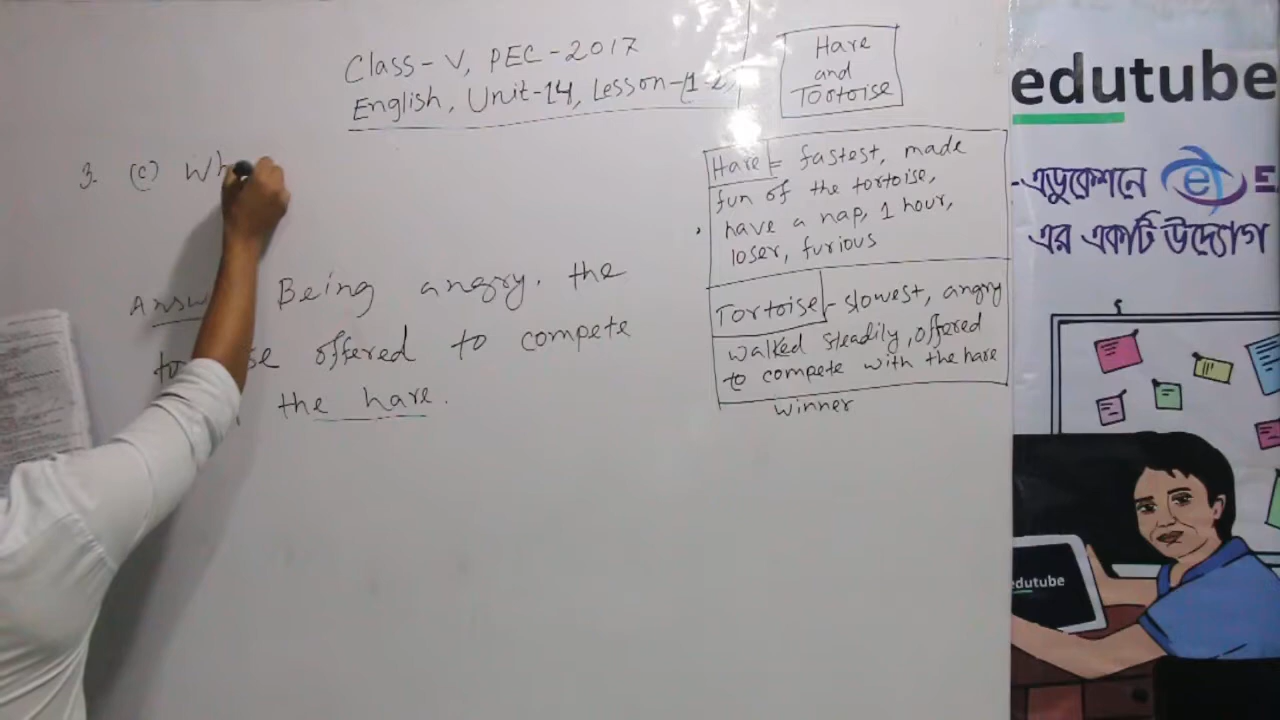 Class-V, PEC-2017
English, Unit-14, Lesson-(1-2)
Hare
and
Tortoise
3. (c) Wh
Being angry, the
offered to compete
the hare.
Hare = fastest, made
fun of the tortoise,
have a nap, 1 hour,
loser, furious
Tortoise - slowest, angry
walked steadily, offered
to compete with the hare
winner
edutube
-এডুকেশনে e E
এর একটি উদ্যোগ
edutube